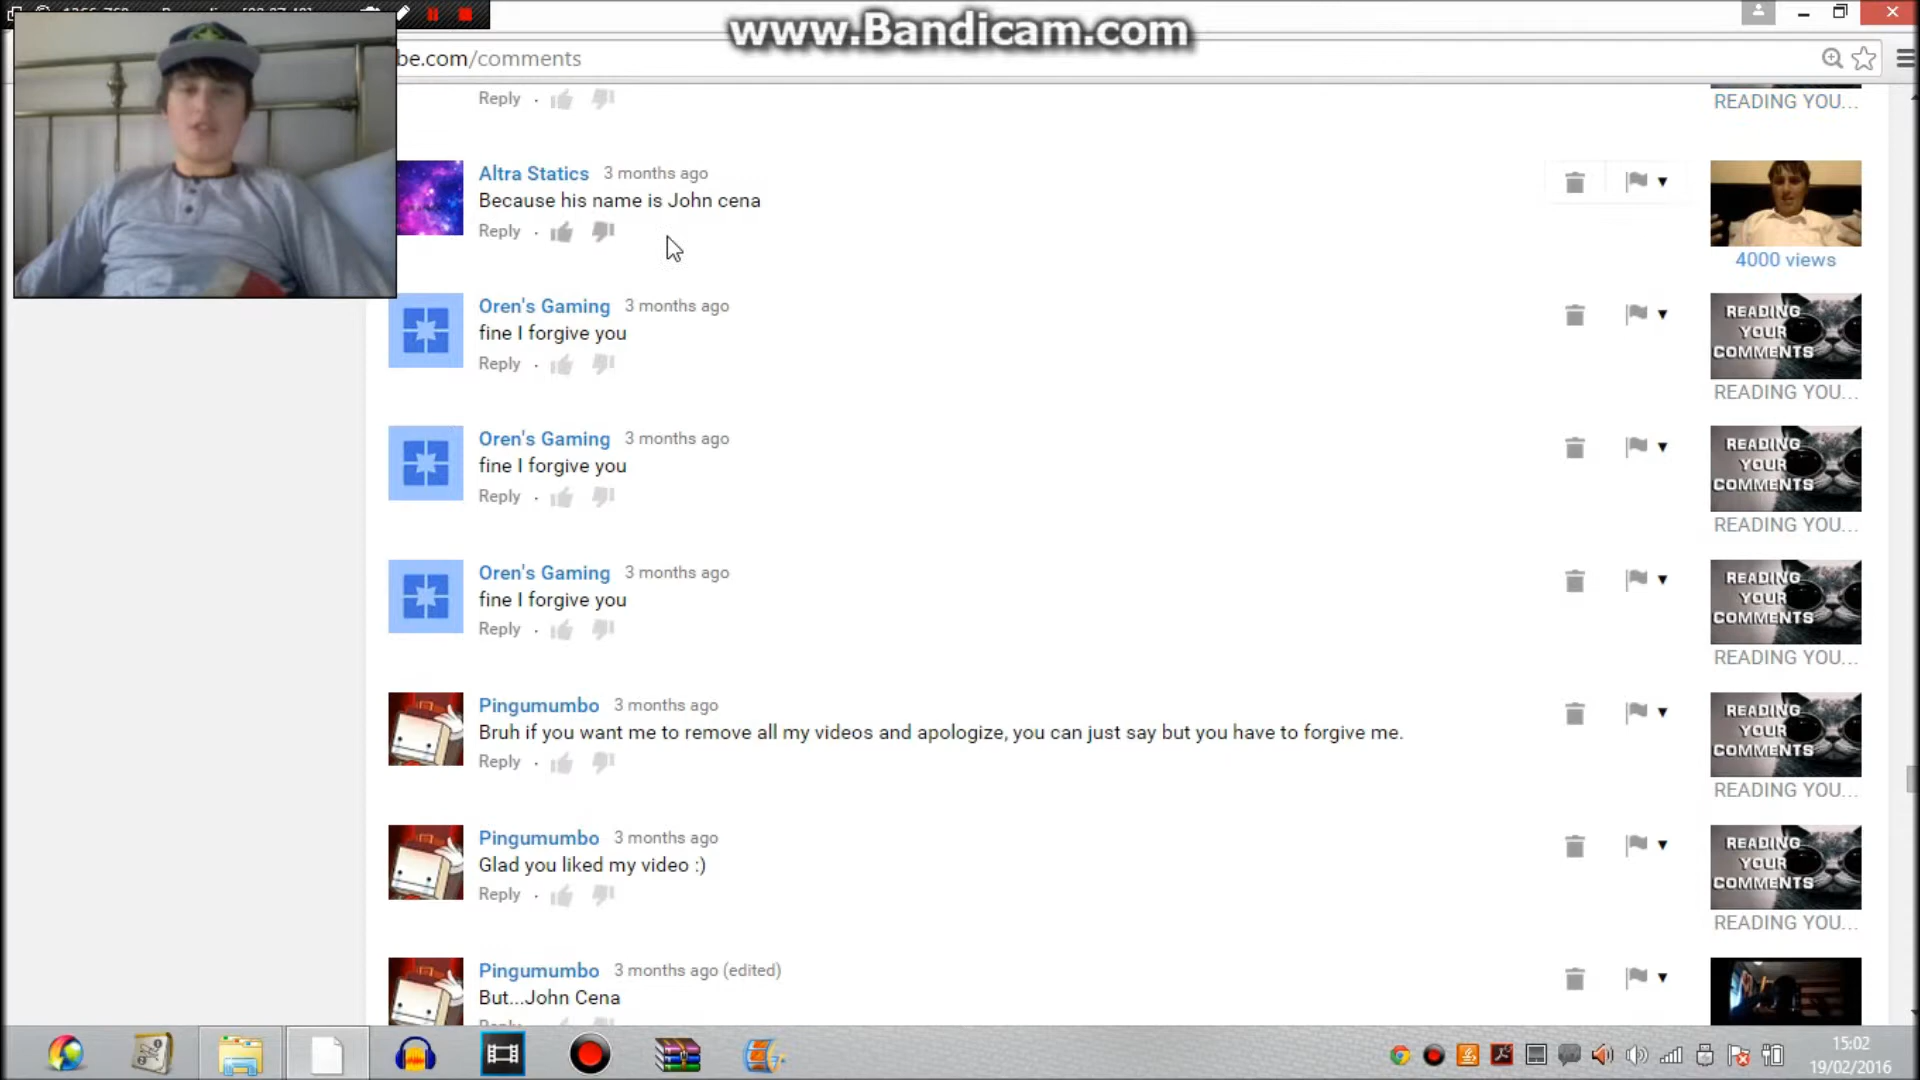 www.Bandicam.com
be.com/comments
Reply
READING YOU...
Altra Statics 3 months ago
Because his name is John cena
Reply
4000 views
Oren's Gaming 3 months ago
fine I forgive you
Reply
READING
YOUR
COMMENTS
READING YOU...
Oren's Gaming 3 months ago
fine I forgive you
Reply
READING
YOUR
COMMENTS
READING YOU...
Oren's Gaming 3 months ago
fine I forgive you
Reply
READING
YOUR
COMMENTS
READING YOU...
Pingumumbo 3 months ago
Bruh if you want me to remove all my videos and apologize, you can just say but you have to forgive me.
Reply
READING
YOUR
COMMENTS
READING YOU...
Pingumumbo 3 months ago
Glad you liked my video :)
Reply
READING
YOUR
COMMENTS
READING YOU...
Pingumumbo 3 months ago (edited)
But...John Cena
15:02
19/02/2016